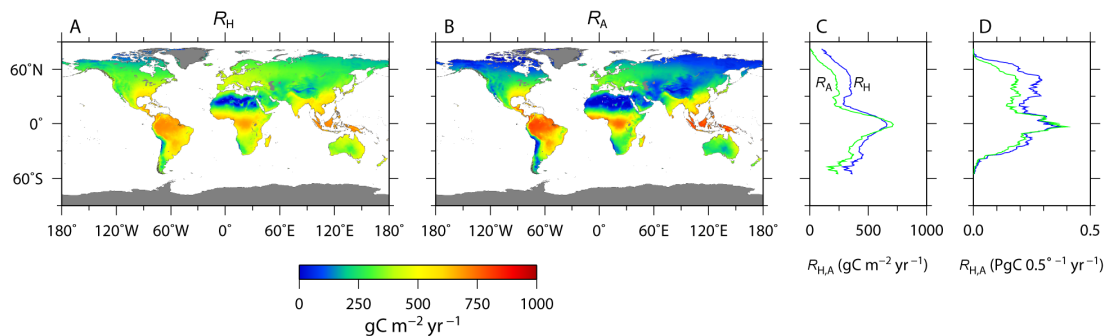 A
R_H
B
R_A
C
D
60˚N
0˚
60˚S
180˚ 120˚W 60˚W 0˚ 60˚E 120˚E 180˚
180˚ 120˚W 60˚W 0˚ 60˚E 120˚E 180˚
R_A
R_H
0 500 1000
0.0 0.5
R_H,A (gC m⁻² yr⁻¹)
R_H,A (PgC 0.5˚⁻¹ yr⁻¹)
0 250 500 750 1000
gC m⁻² yr⁻¹